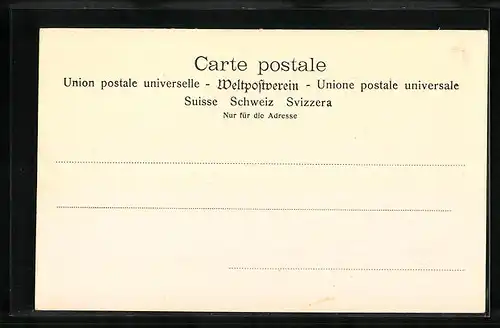 Carte postale
Union postale universelle - Weltpostverein - Unione postale universale
Suisse Schweiz Svizzera
Nur für die Adresse